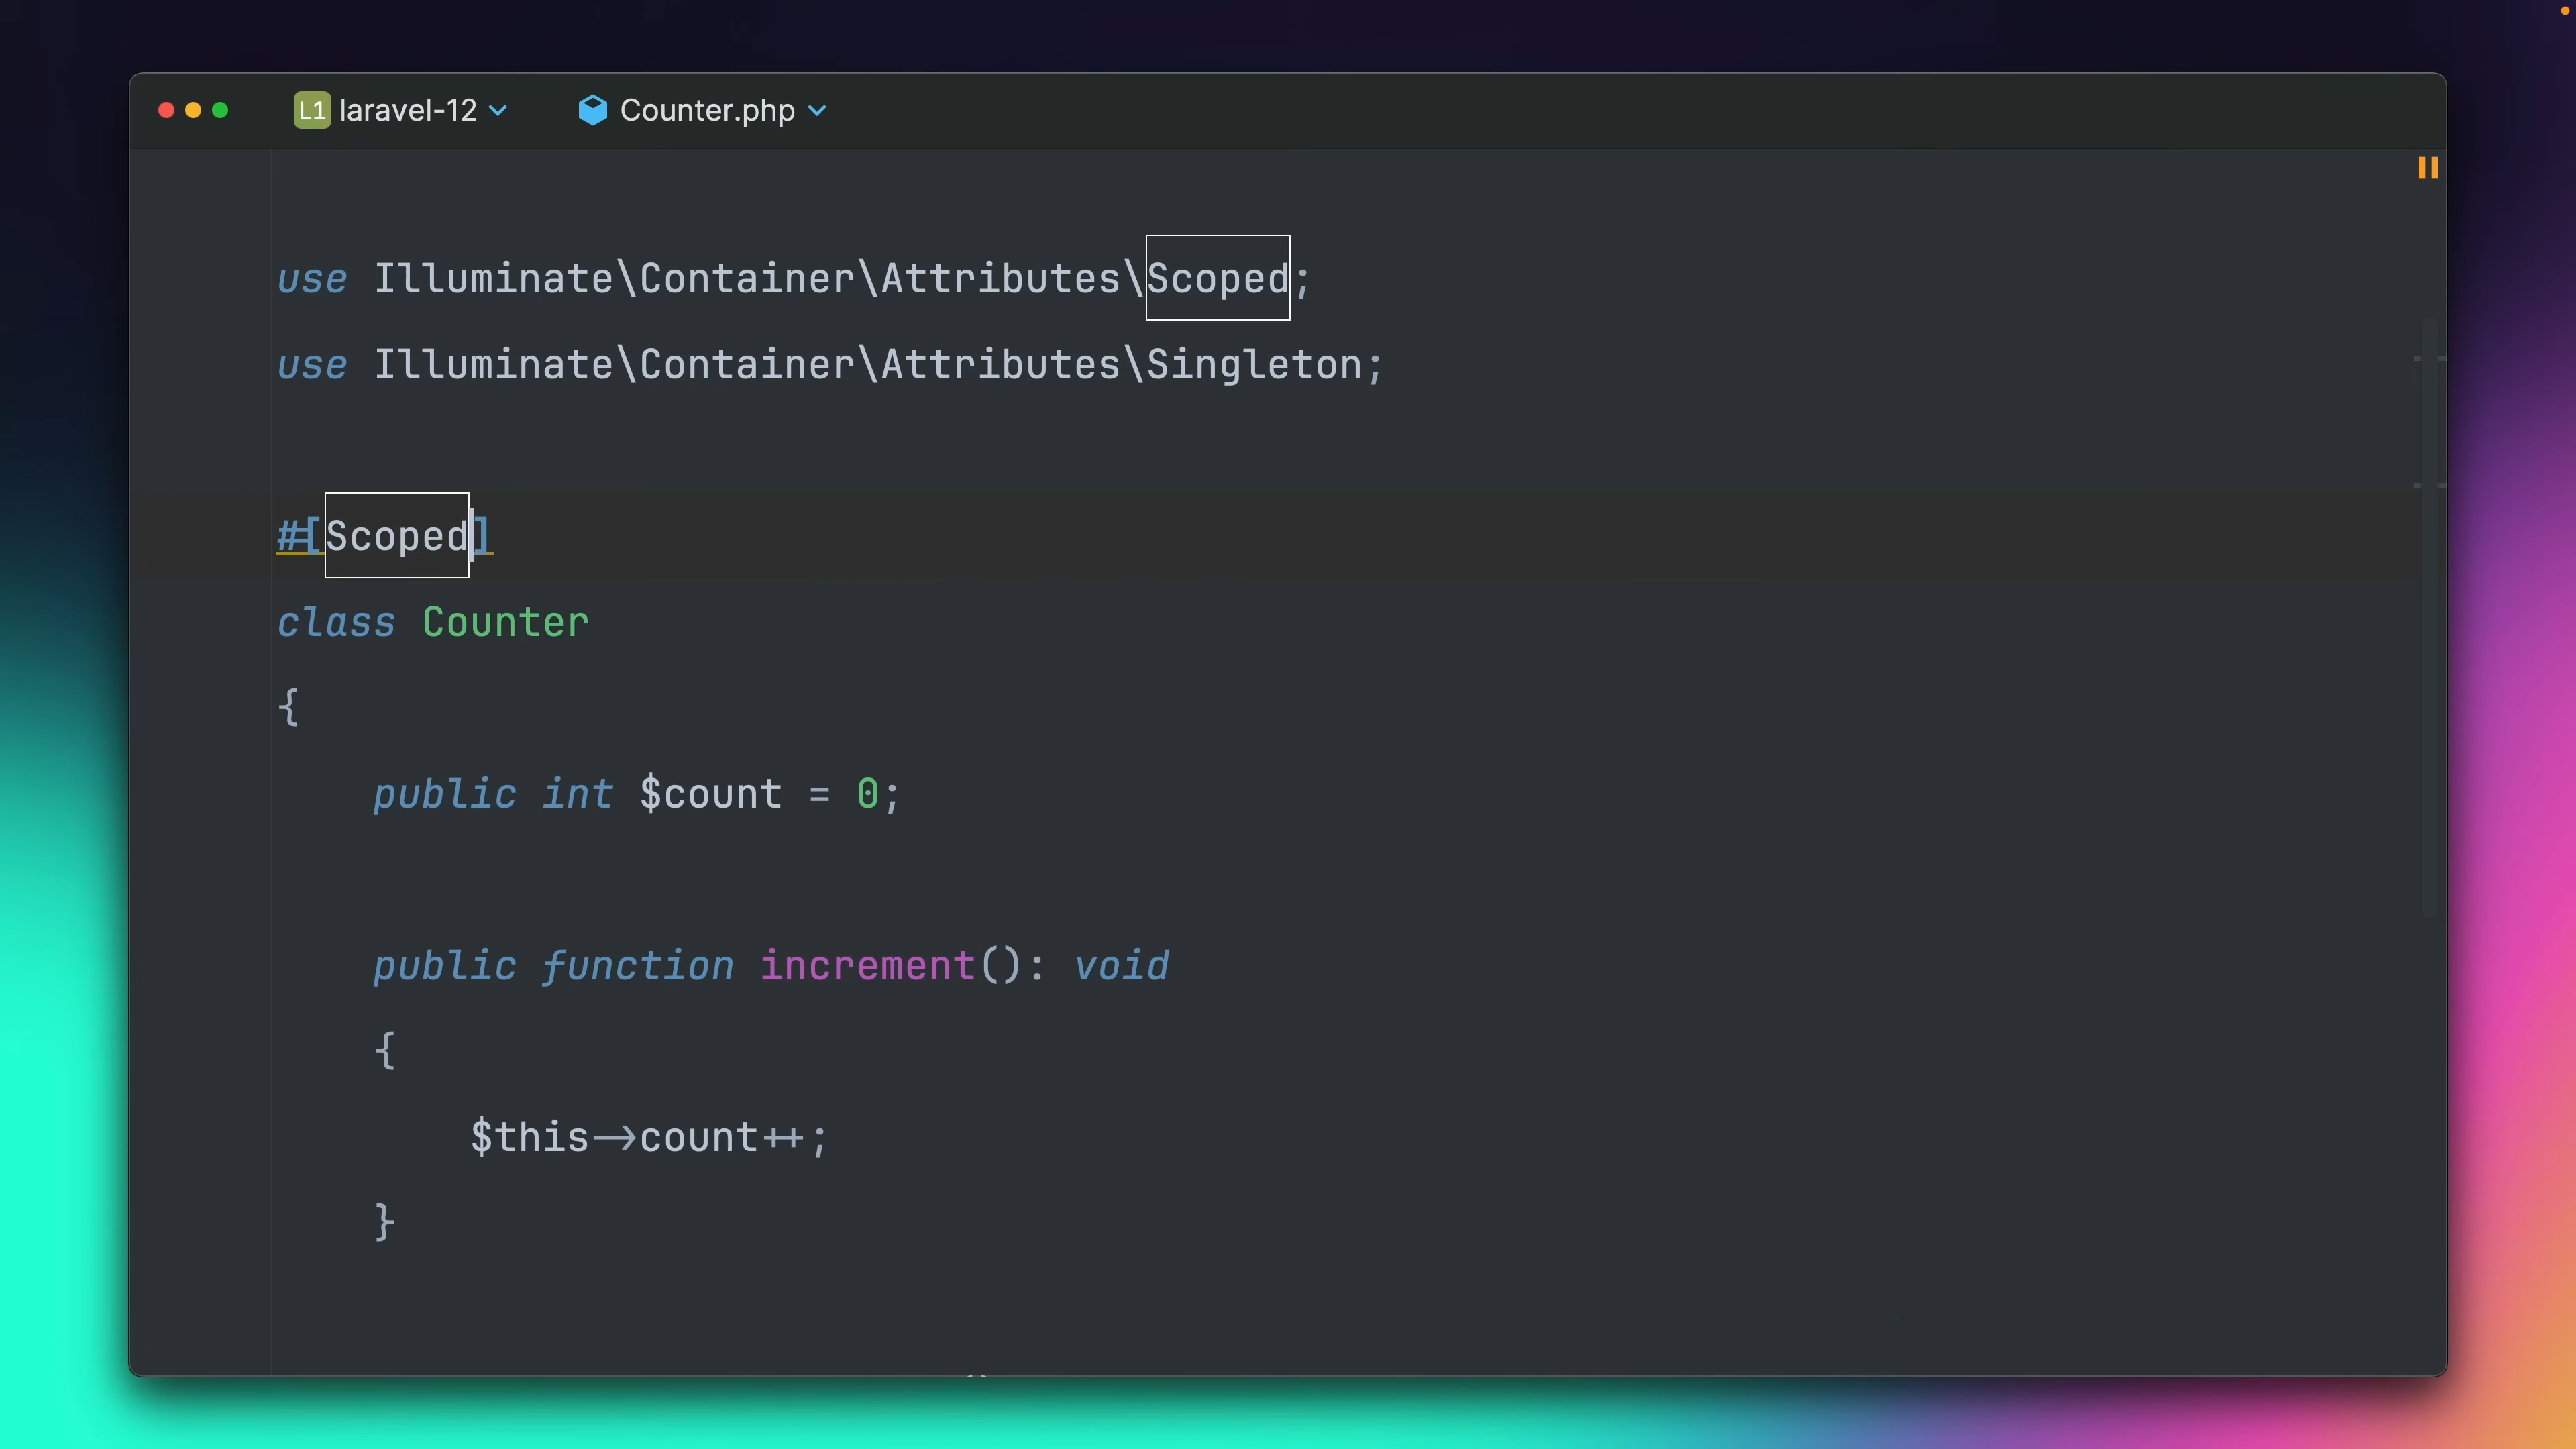 L1 laravel-12 Counter.php
use Illuminate\Container\Attributes\Scoped;
use Illuminate\Container\Attributes\Singleton;
#[Scoped]
class Counter
{
public int $count = 0;
public function increment(): void
{
$this->count++;
}